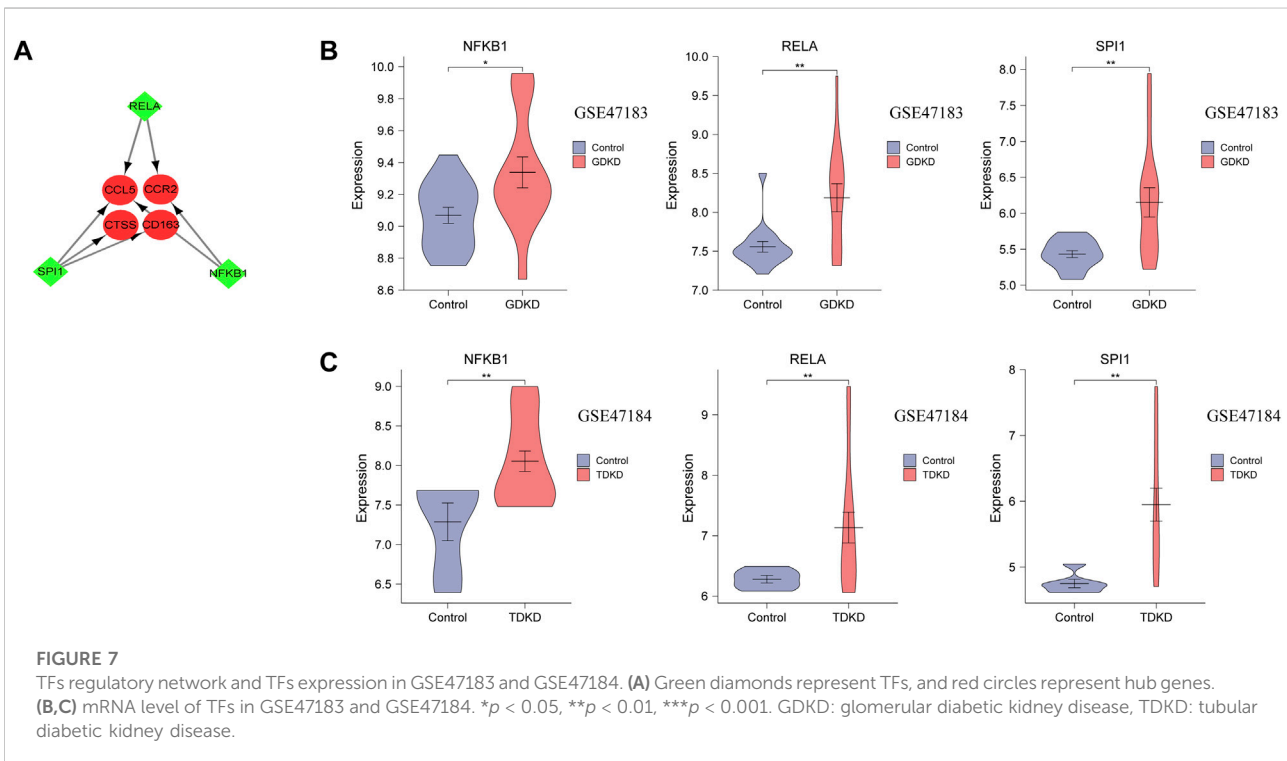 A
RELA
CCL5
CCR2
CTSS
CD163
SPI1
NFKB1
B
NFKB1
*
Expression
10.0
9.8
9.6
9.4
9.2
9.0
8.8
8.6
Control
GDKD
GSE47183
Control
GDKD
RELA
**
Expression
10.0
9.5
9.0
8.5
8.0
7.5
7.0
Control
GDKD
GSE47183
Control
GDKD
SPI1
**
Expression
8.0
7.5
7.0
6.5
6.0
5.5
5.0
Control
GDKD
GSE47183
Control
GDKD
C
NFKB1
**
Expression
9.0
8.5
8.0
7.5
7.0
6.5
Control
TDKD
GSE47184
Control
TDKD
RELA
**
Expression
9
8
7
6
Control
TDKD
GSE47184
Control
TDKD
SPI1
**
Expression
8
7
6
5
Control
TDKD
GSE47184
Control
TDKD
FIGURE 7
TFs regulatory network and TFs expression in GSE47183 and GSE47184. (A) Green diamonds represent TFs, and red circles represent hub genes.
(B,C) mRNA level of TFs in GSE47183 and GSE47184. *p < 0.05, **p < 0.01, ***p < 0.001. GDKD: glomerular diabetic kidney disease, TDKD: tubular
diabetic kidney disease.